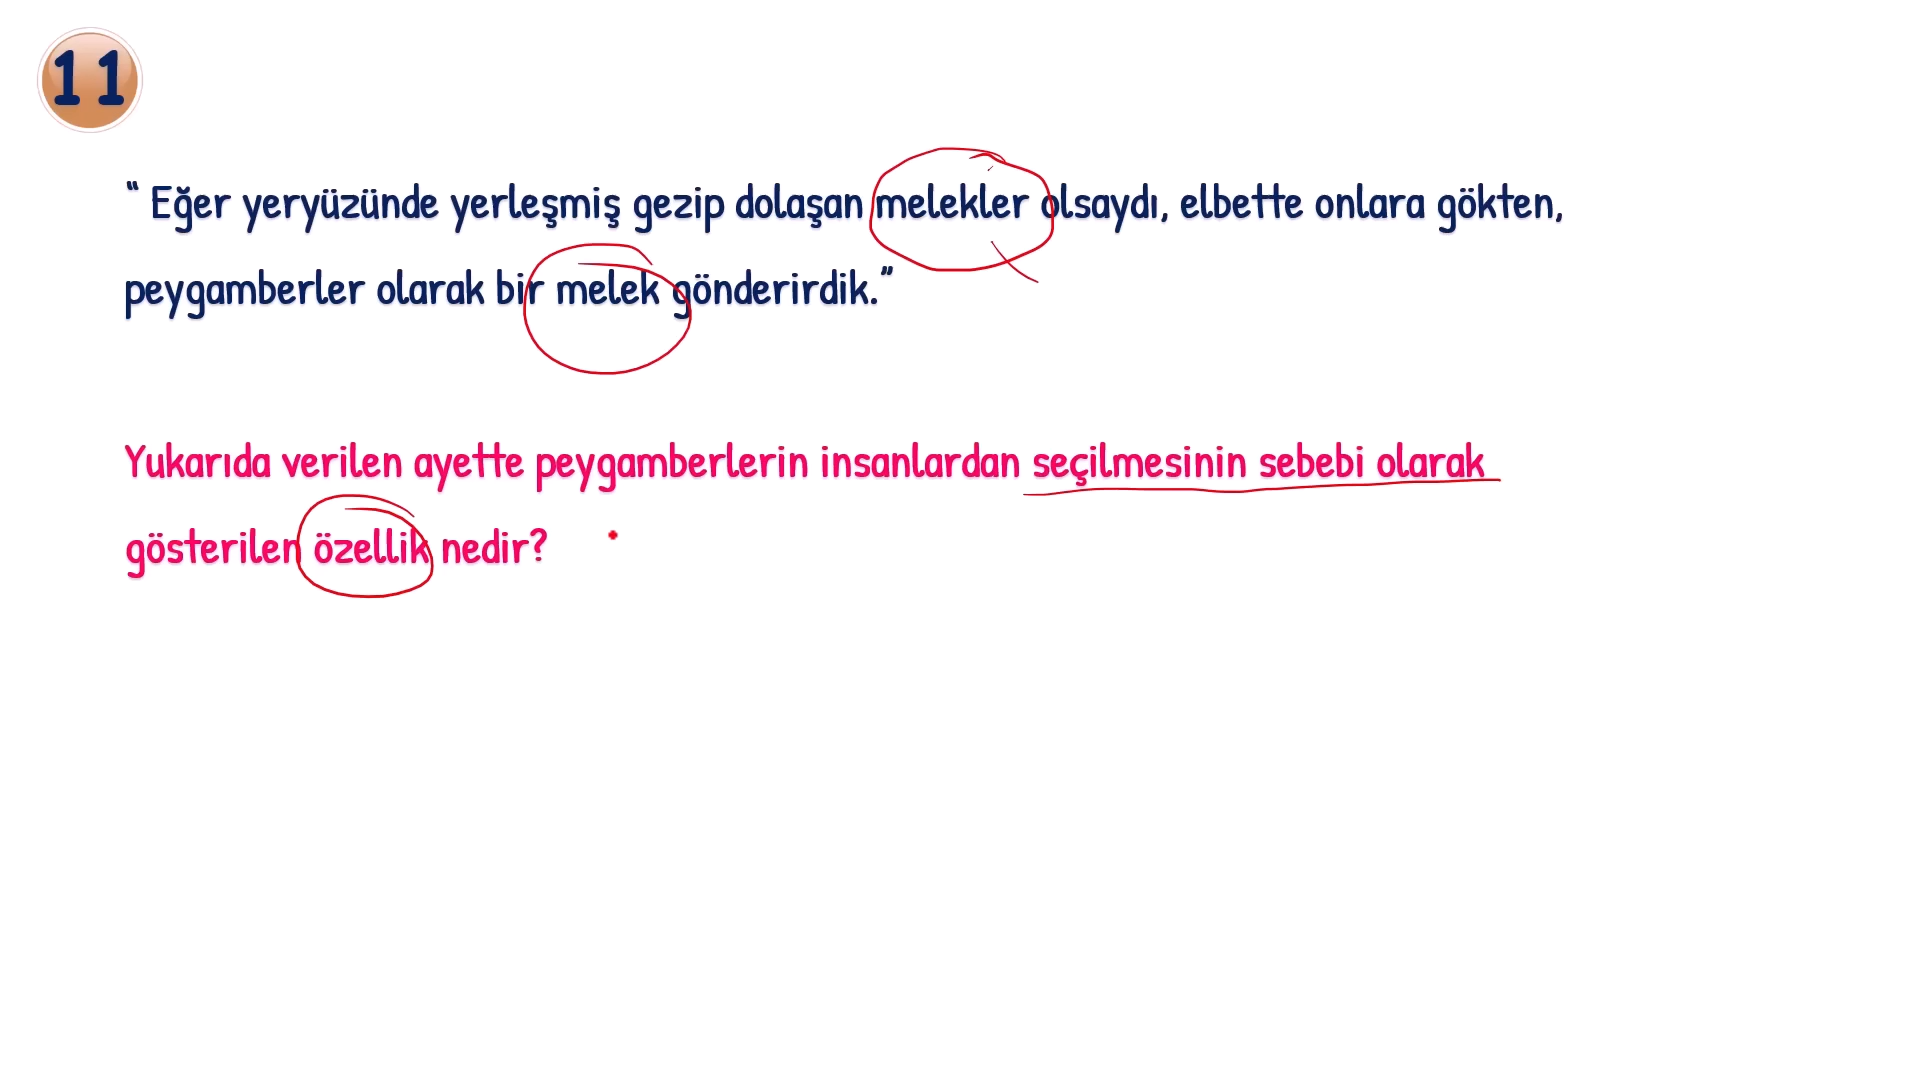 11
“ Eğer yeryüzünde yerleşmiş gezip dolaşan melekler olsaydı, elbette onlara gökten,
peygamberler olarak bir melek gönderirdik.”
Yukarıda verilen ayette peygamberlerin insanlardan seçilmesinin sebebi olarak
gösterilen özellik nedir?